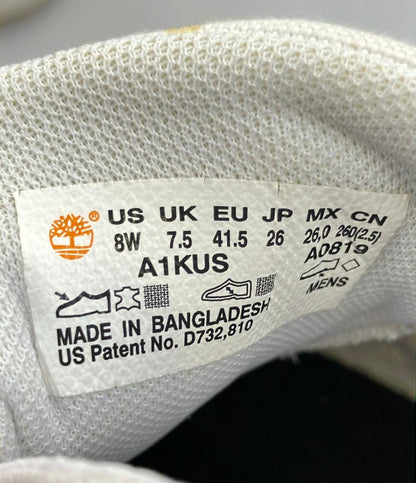 ® US UK EU JP MX CN
8W 7.5 41.5 26 26,0 260(2.5)
A1KUS A0819
MENS
MADE IN BANGLADESH
US Patent No. D732,810